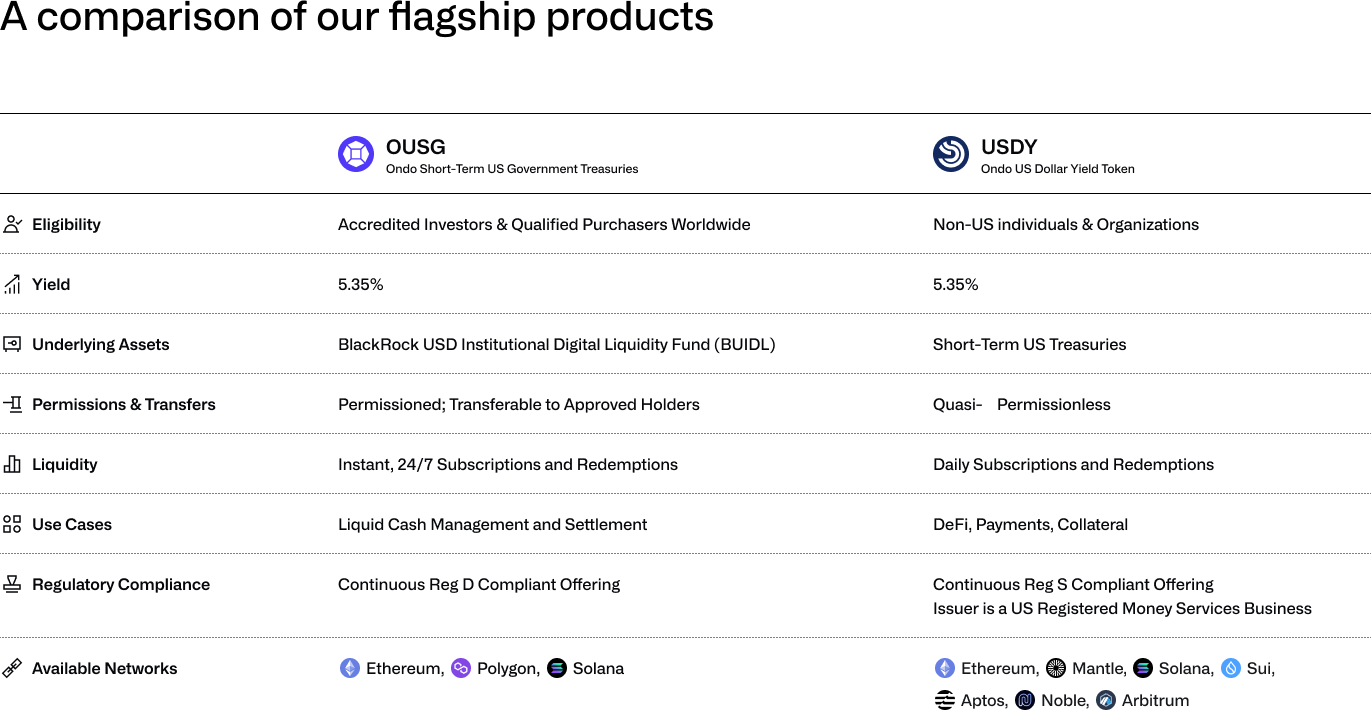 A comparison of our flagship products
OUSG
Ondo Short-Term US Government Treasuries
USDY
Ondo US Dollar Yield Token
Eligibility
Accredited Investors & Qualified Purchasers Worldwide
Non-US individuals & Organizations
Yield
5.35%
5.35%
Underlying Assets
BlackRock USD Institutional Digital Liquidity Fund (BUIDL)
Short-Term US Treasuries
Permissions & Transfers
Permissioned; Transferable to Approved Holders
Quasi- Permissionless
Liquidity
Instant, 24/7 Subscriptions and Redemptions
Daily Subscriptions and Redemptions
Use Cases
Liquid Cash Management and Settlement
DeFi, Payments, Collateral
Regulatory Compliance
Continuous Reg D Compliant Offering
Continuous Reg S Compliant Offering
Issuer is a US Registered Money Services Business
Available Networks
Ethereum, Polygon, Solana
Ethereum, Mantle, Solana, Sui,
Aptos, Noble, Arbitrum